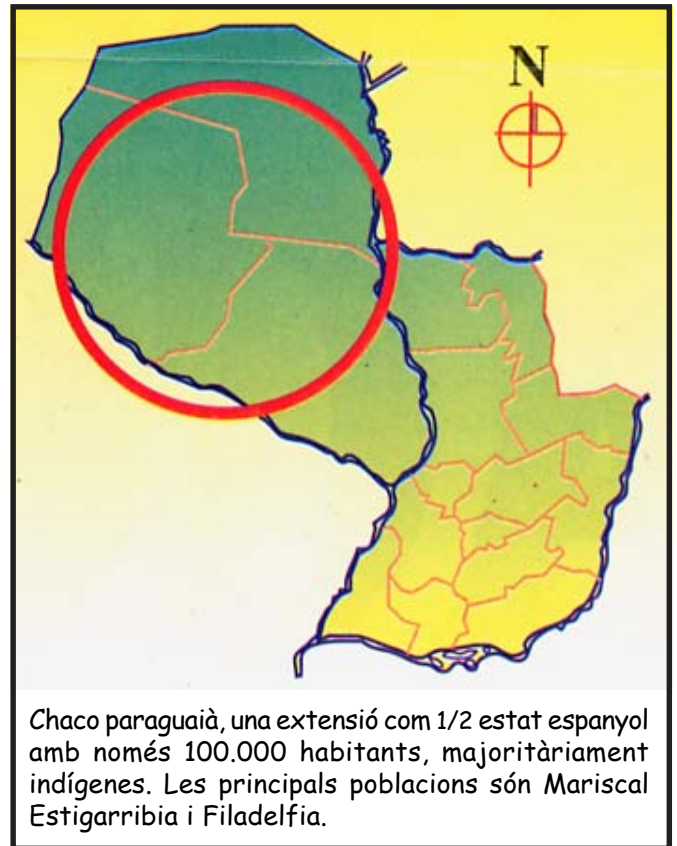 N
Chaco paraguaià, una extensió com 1/2 estat espanyol
amb només 100.000 habitants, majoritàriament
indígenes. Les principals poblacions són Mariscal
Estigarribia i Filadelfia.